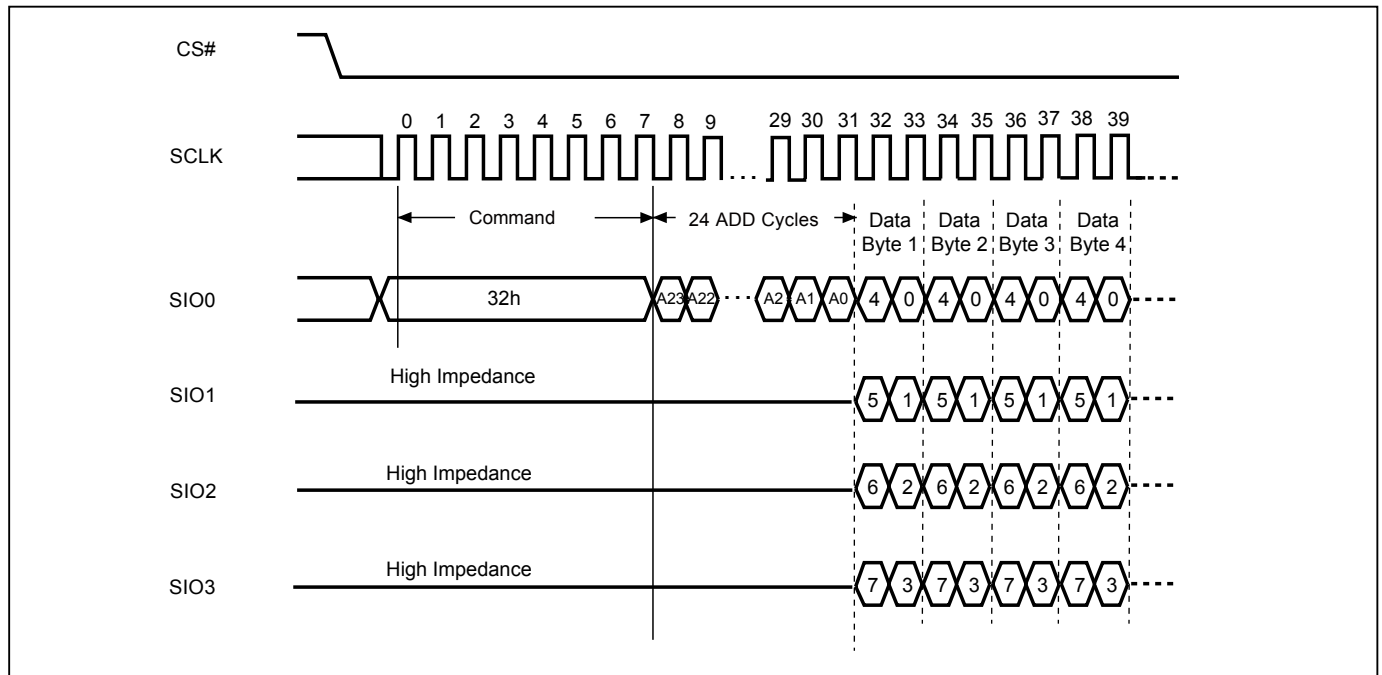 CS#
0 1 2 3 4 5 6 7 8 9 29 30 31 32 33 34 35 36 37 38 39
SCLK
Command 24 ADD Cycles Data Data Data Data
Byte 1 Byte 2 Byte 3 Byte 4
SIO0 32h A23 A22 A2 A1 A0 4 0 4 0 4 0 4 0
High Impedance
SIO1 5 1 5 1 5 1 5 1
High Impedance
SIO2 6 2 6 2 6 2 6 2
High Impedance
SIO3 7 3 7 3 7 3 7 3